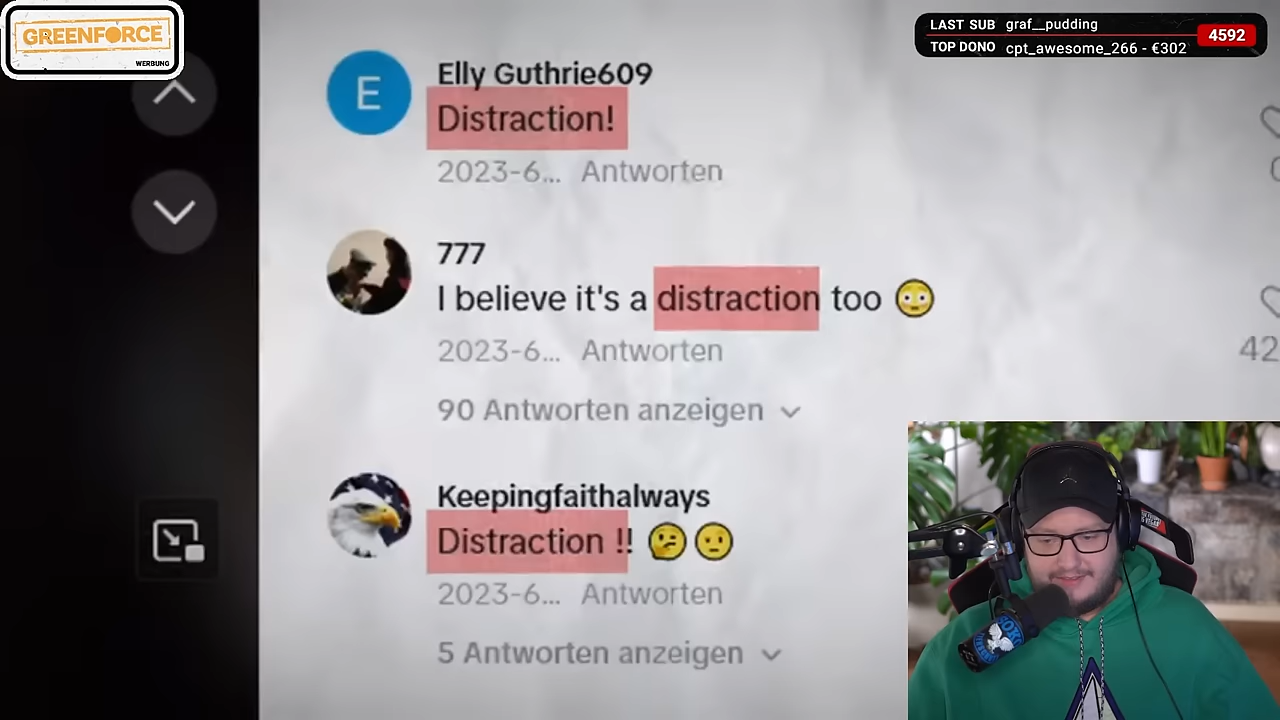 GREENFORCE
WERBUNG
LAST SUB graf__pudding
TOP DONO cpt_awesome_266 - €302
4592
E
Elly Guthrie609
Distraction!
2023-6... Antworten
777
I believe it's a distraction too 😳
2023-6... Antworten
42
90 Antworten anzeigen
Keepingfaithalways
Distraction !! 🤔🤨
2023-6... Antworten
5 Antworten anzeigen